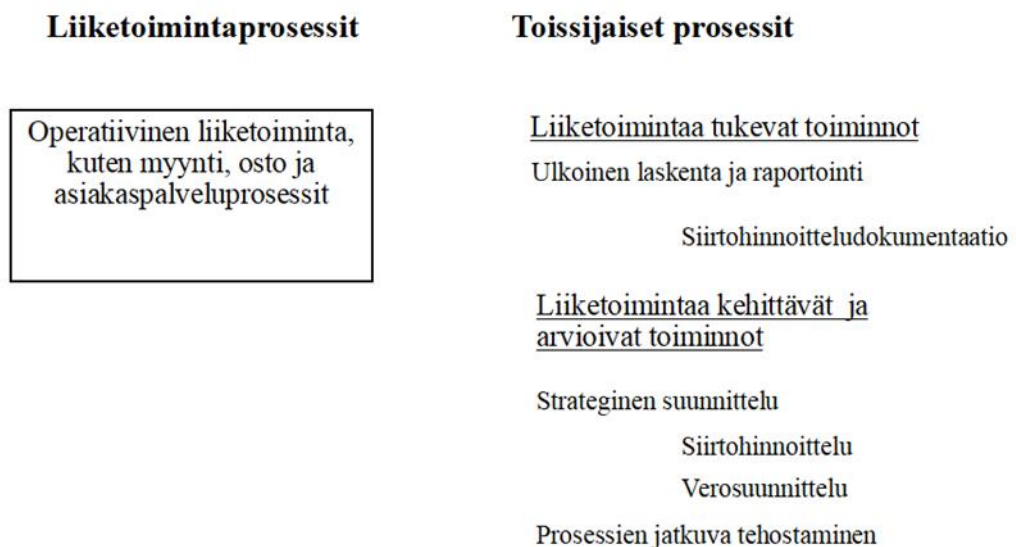 Liiketoimintaprosessit
Toissijaiset prosessit
Operatiivinen liiketoiminta,
kuten myynti, osto ja
asiakaspalveluprosessit
Liiketoimintaa tukevat toiminnot
Ulkoinen laskenta ja raportointi
Siirtohinnoitteludokumentaatio
Liiketoimintaa kehittävät ja
arvioivat toiminnot
Strateginen suunnittelu
Siirtohinnoittelu
Verosuunnittelu
Prosessien jatkuva tehostaminen